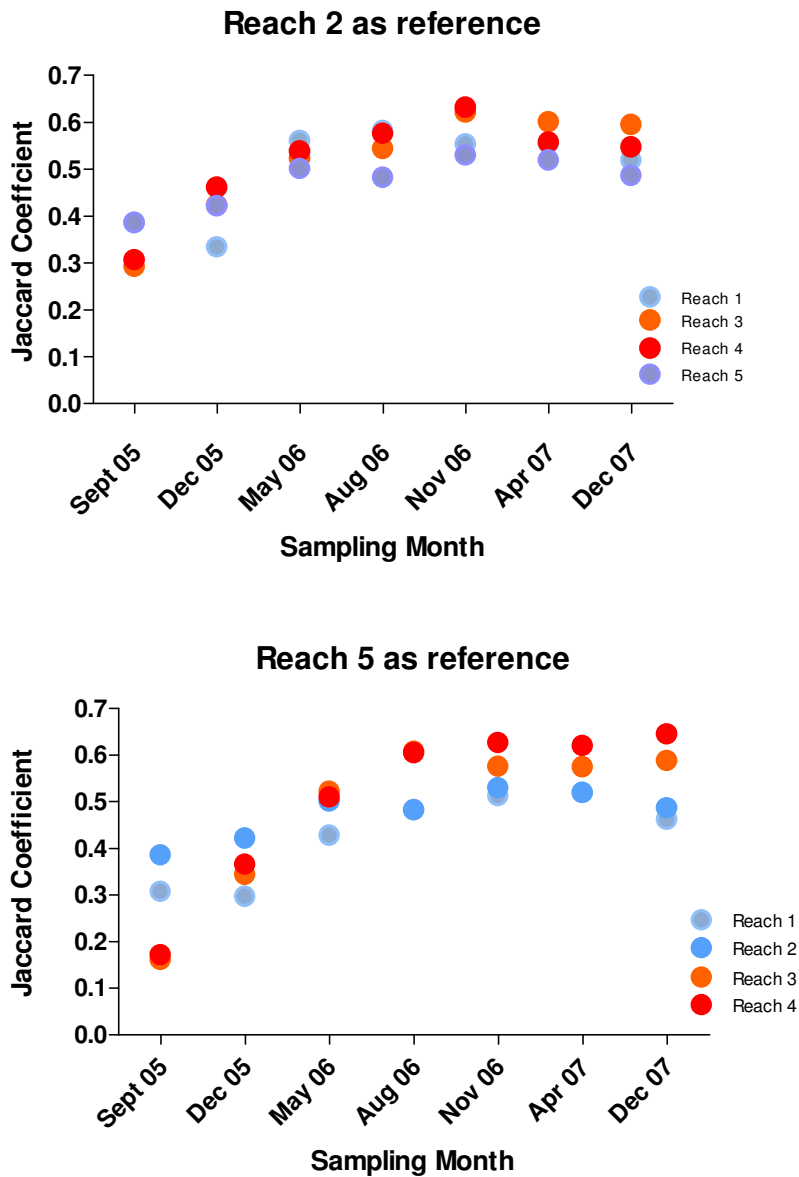 Reach 2 as reference
Jaccard Coeffcient
0.7
0.6
0.5
0.4
0.3
0.2
0.1
0.0
Reach 1
Reach 3
Reach 4
Reach 5
Sept 05
Dec 05
May 06
Aug 06
Nov 06
Apr 07
Dec 07
Sampling Month
Reach 5 as reference
Jaccard Coefficient
0.7
0.6
0.5
0.4
0.3
0.2
0.1
0.0
Reach 1
Reach 2
Reach 3
Reach 4
Sept 05
Dec 05
May 06
Aug 06
Nov 06
Apr 07
Dec 07
Sampling Month